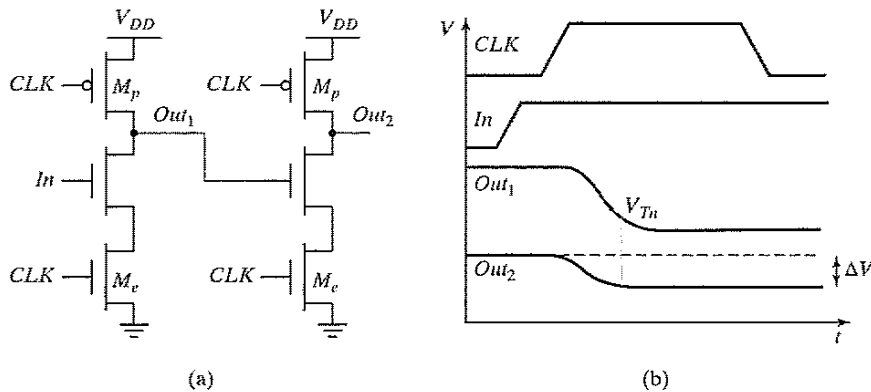 V_DD V_DD
CLK M_p CLK M_p
Out_1 Out_2
In
CLK M_e CLK M_e
(a)
V
CLK
In
Out_1
V_Tn
Out_2
ΔV
t
(b)